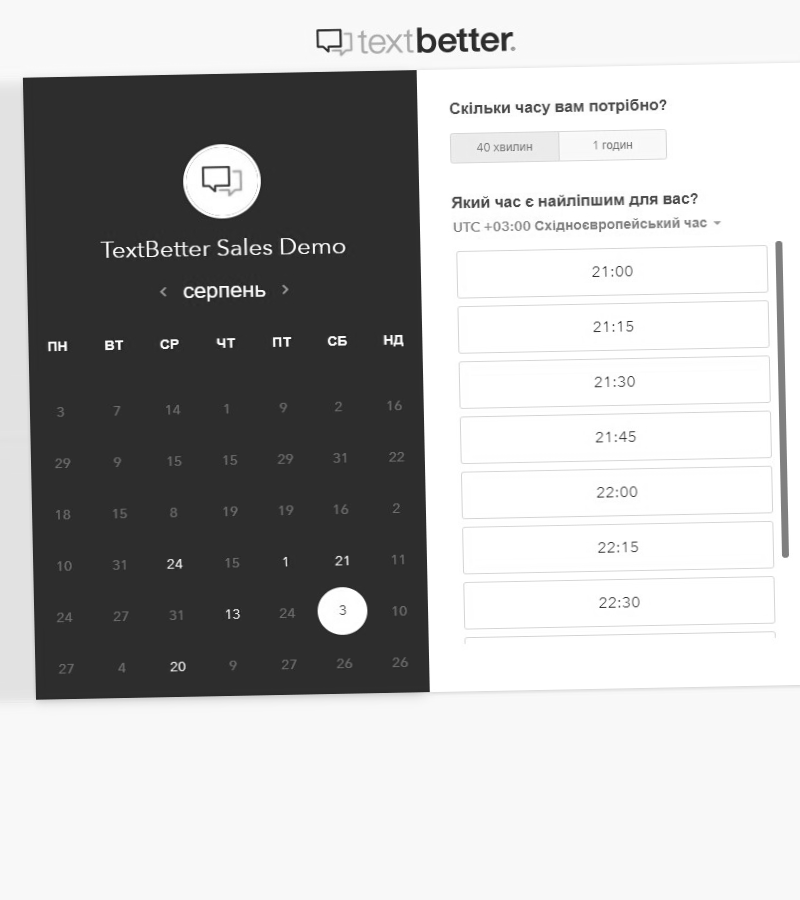 textbetter.
TextBetter Sales Demo
серпень
ПН ВТ СР ЧТ ПТ СБ НД
3 7 14 1 9 2 16
29 9 15 15 29 31 22
18 15 8 19 19 16 2
10 31 24 15 1 21 11
24 27 31 13 24 3 10
27 4 20 9 27 26 26
Скільки часу вам потрібно?
40 хвилин 1 годин
Який час є найліпшим для вас?
UTC +03:00 Східноєвропейський час
21:00
21:15
21:30
21:45
22:00
22:15
22:30